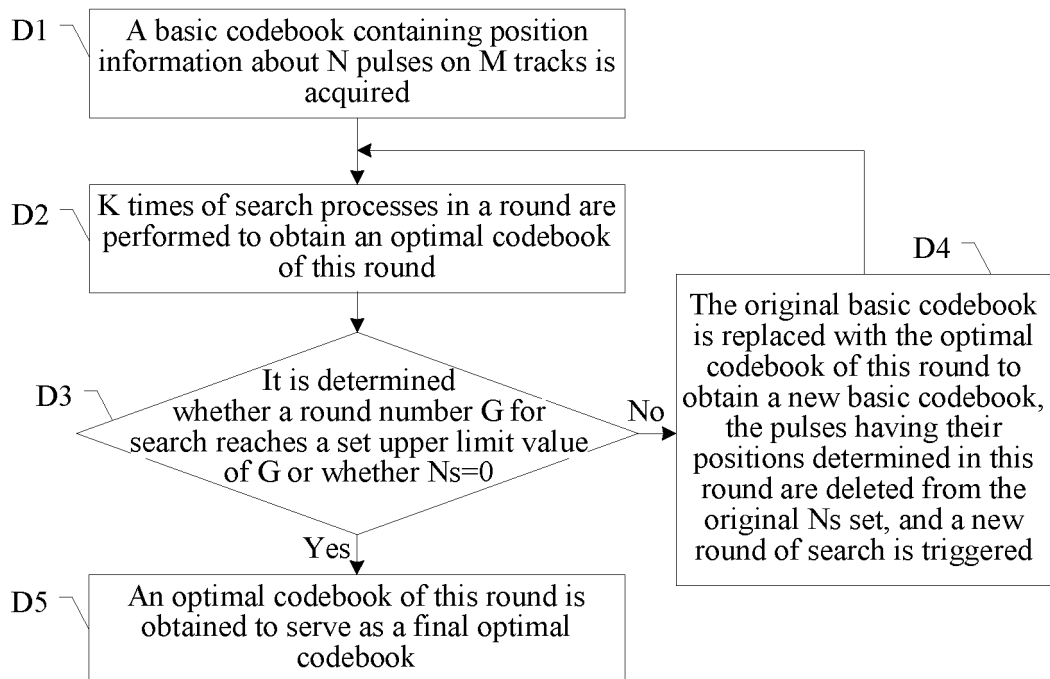 D1
A basic codebook containing position
information about N pulses on M tracks is
acquired
D2
K times of search processes in a round are
performed to obtain an optimal codebook
of this round
D3
It is determined
whether a round number G for
search reaches a set upper limit value
of G or whether Ns=0
No
Yes
D4
The original basic codebook
is replaced with the optimal
codebook of this round to
obtain a new basic codebook,
the pulses having their
positions determined in this
round are deleted from the
original Ns set, and a new
round of search is triggered
D5
An optimal codebook of this round is
obtained to serve as a final optimal
codebook